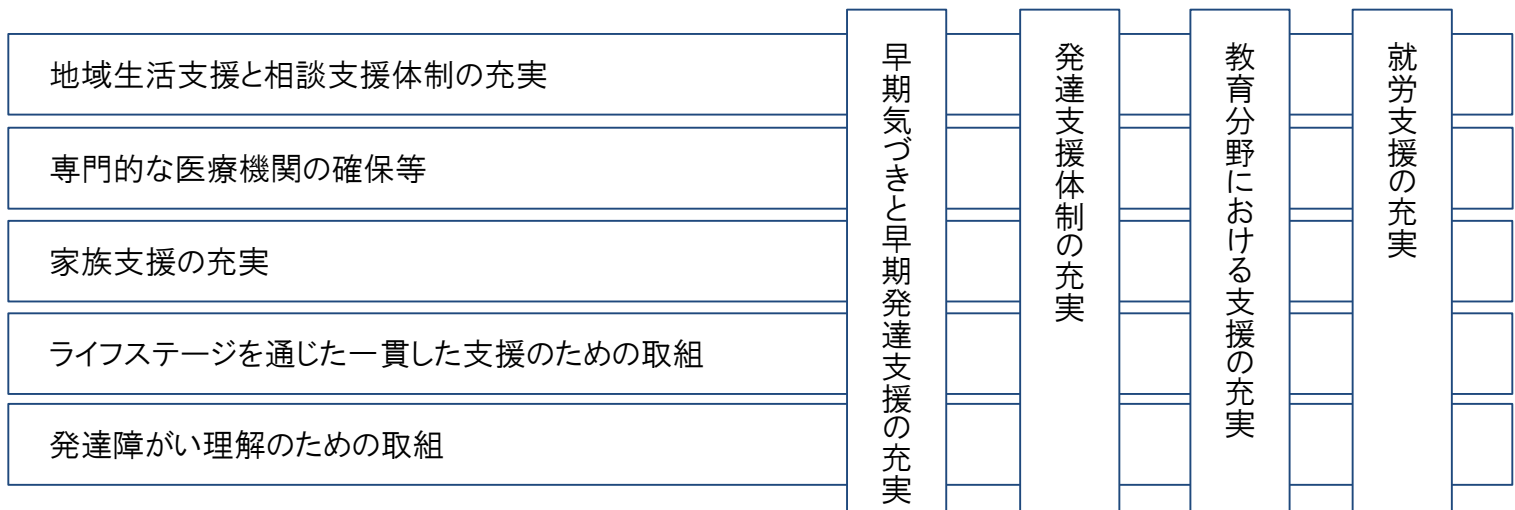 地域生活支援と相談支援体制の充実
専門的な医療機関の確保等
家族支援の充実
ライフステージを通じた一貫した支援のための取組
発達障がい理解のための取組
早期気づきと早期発達支援の充実
発達支援体制の充実
教育分野における支援の充実
就労支援の充実